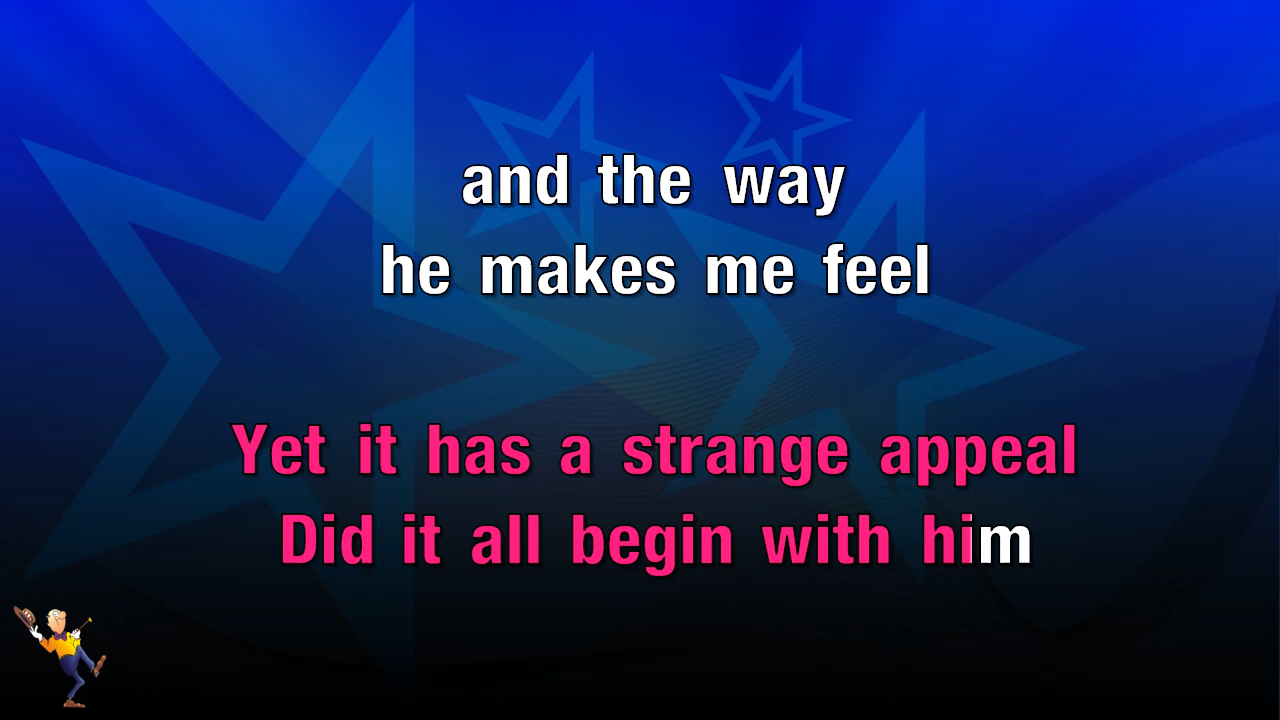 and the way
he makes me feel
Yet it has a strange appeal
Did it all begin with him